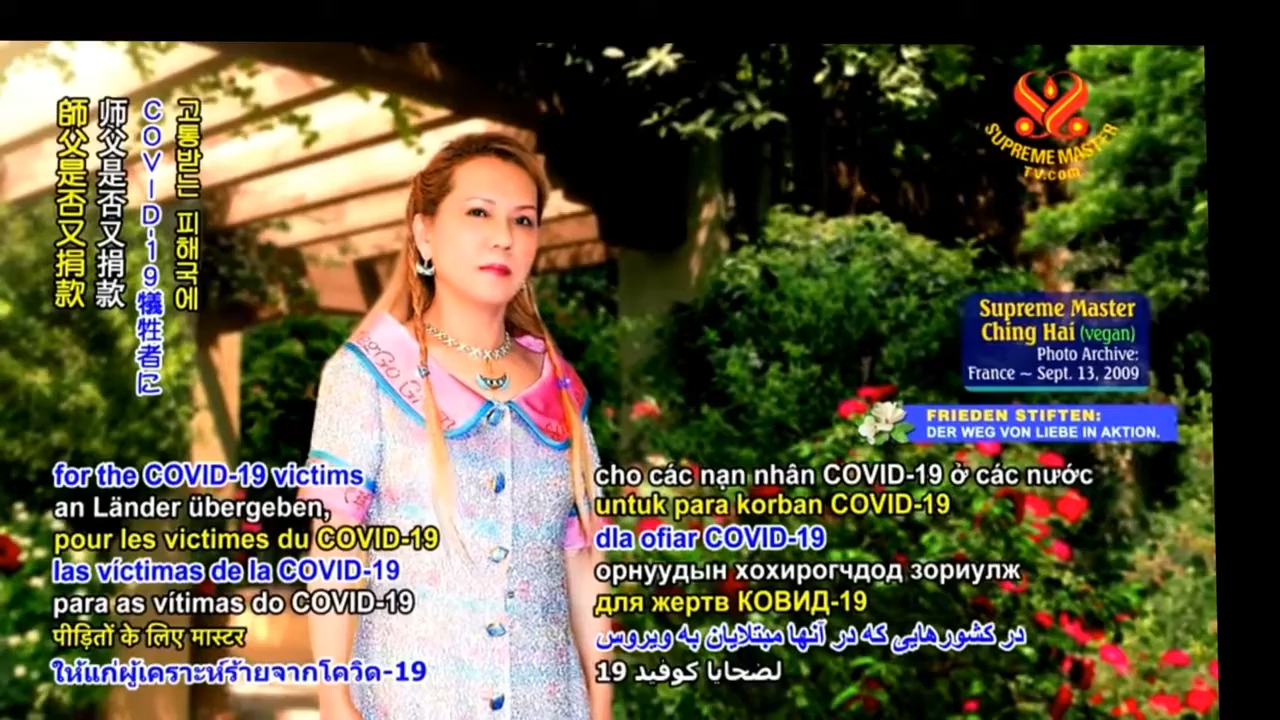 師父是否又捐款
师父是否又捐款
COVID-19犠牲者に
고통받는 피해국에
SUPREME MASTER
TV.com
Supreme Master
Ching Hai (vegan)
Photo Archive:
France ~ Sept. 13, 2009
FRIEDEN STIFTEN:
DER WEG VON LIEBE IN AKTION.
for the COVID-19 victims
an Länder übergeben,
pour les victimes du COVID-19
las víctimas de la COVID-19
para as vítimas do COVID-19
पीड़ितों के लिए मास्टर
ให้แก่ผู้เคราะห์ร้ายจากโควิด-19
cho các nạn nhân COVID-19 ở các nước
untuk para korban COVID-19
dla ofiar COVID-19
орнуудын хохирогчдод зориулж
для жертв КОВИД-19
در کشورهایی که در آنها مبتلایان به ویروس
لضحايا كوفيد 19